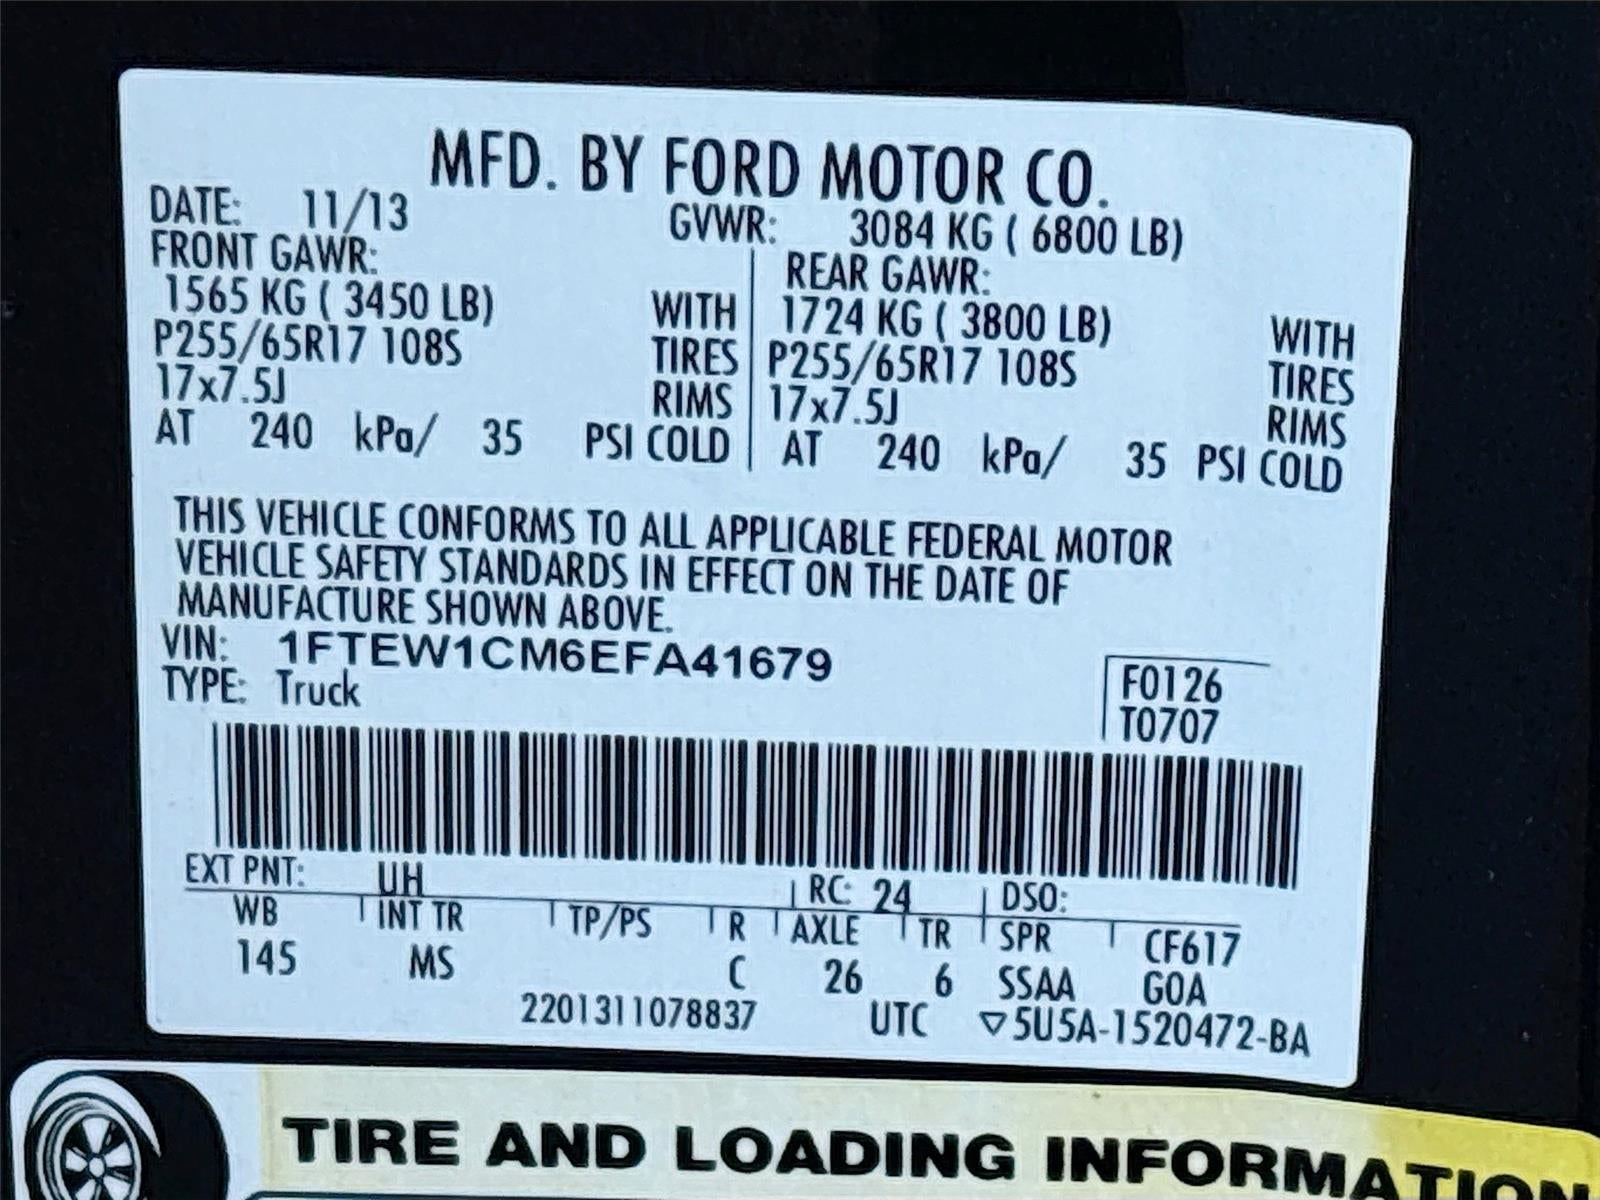 MFD. BY FORD MOTOR CO.
DATE: 11/13 GVWR: 3084 KG ( 6800 LB)
FRONT GAWR: REAR GAWR:
1565 KG ( 3450 LB) WITH 1724 KG ( 3800 LB) WITH
P255/65R17 108S TIRES P255/65R17 108S TIRES
17x7.5J RIMS 17x7.5J RIMS
AT 240 kPa/ 35 PSI COLD AT 240 kPa/ 35 PSI COLD
THIS VEHICLE CONFORMS TO ALL APPLICABLE FEDERAL MOTOR
VEHICLE SAFETY STANDARDS IN EFFECT ON THE DATE OF
MANUFACTURE SHOWN ABOVE.
VIN: 1FTEW1CM6EFA41679
TYPE: Truck
F0126
T0707
EXT PNT: UH RC: 24 DSO:
WB INT TR TP/PS R AXLE TR SPR CF617
145 MS C 26 6 SSAA GOA
2201311078837 UTC ▽5U5A-1520472-BA
TIRE AND LOADING INFORMATION